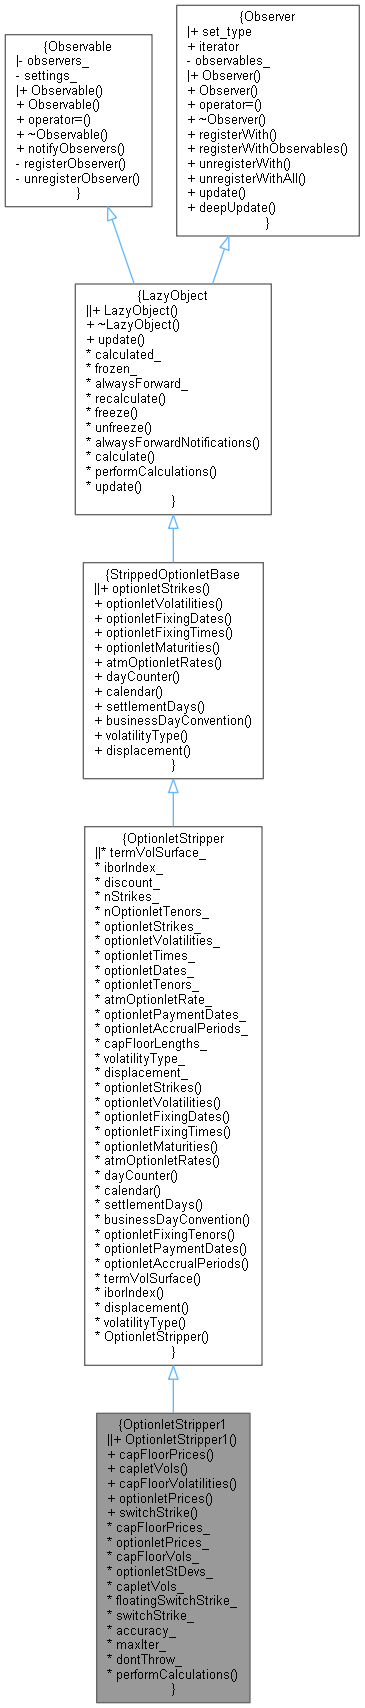 {Observable
|- observers_
- settings_
|+ Observable()
+ Observable()
+ operator=()
+ ~Observable()
+ notifyObservers()
- registerObserver()
- unregisterObserver()
}
{Observer
|+ set_type
+ iterator
- observables_
|+ Observer()
+ Observer()
+ operator=()
+ ~Observer()
+ registerWith()
+ registerWithObservables()
+ unregisterWith()
+ unregisterWithAll()
+ update()
+ deepUpdate()
}
{LazyObject
||+ LazyObject()
+ ~LazyObject()
+ update()
* calculated_
* frozen_
* alwaysForward_
* recalculate()
* freeze()
* unfreeze()
* alwaysForwardNotifications()
* calculate()
* performCalculations()
* update()
}
{StrippedOptionletBase
||+ optionletStrikes()
+ optionletVolatilities()
+ optionletFixingDates()
+ optionletFixingTimes()
+ optionletMaturities()
+ atmOptionletRates()
+ dayCounter()
+ calendar()
+ settlementDays()
+ businessDayConvention()
+ volatilityType()
+ displacement()
}
{OptionletStripper
||* termVolSurface_
* iborIndex_
* discount_
* nStrikes_
* nOptionletTenors_
* optionletStrikes_
* optionletVolatilities_
* optionletTimes_
* optionletDates_
* optionletTenors_
* atmOptionletRate_
* optionletPaymentDates_
* optionletAccrualPeriods_
* capFloorLengths_
* volatilityType_
* displacement_
* optionletStrikes()
* optionletVolatilities()
* optionletFixingDates()
* optionletFixingTimes()
* optionletMaturities()
* atmOptionletRates()
* dayCounter()
* calendar()
* settlementDays()
* businessDayConvention()
* optionletFixingTenors()
* optionletPaymentDates()
* optionletAccrualPeriods()
* termVolSurface()
* iborIndex()
* displacement()
* volatilityType()
* OptionletStripper()
}
{OptionletStripper1
||+ OptionletStripper1()
+ capFloorPrices()
+ capletVols()
+ capFloorVolatilities()
+ optionletPrices()
+ switchStrike()
* capFloorPrices_
* optionletPrices_
* capFloorVols_
* optionletStDevs_
* capletVols_
* floatingSwitchStrike_
* switchStrike_
* accuracy_
* maxIter_
* dontThrow_
* performCalculations()
}